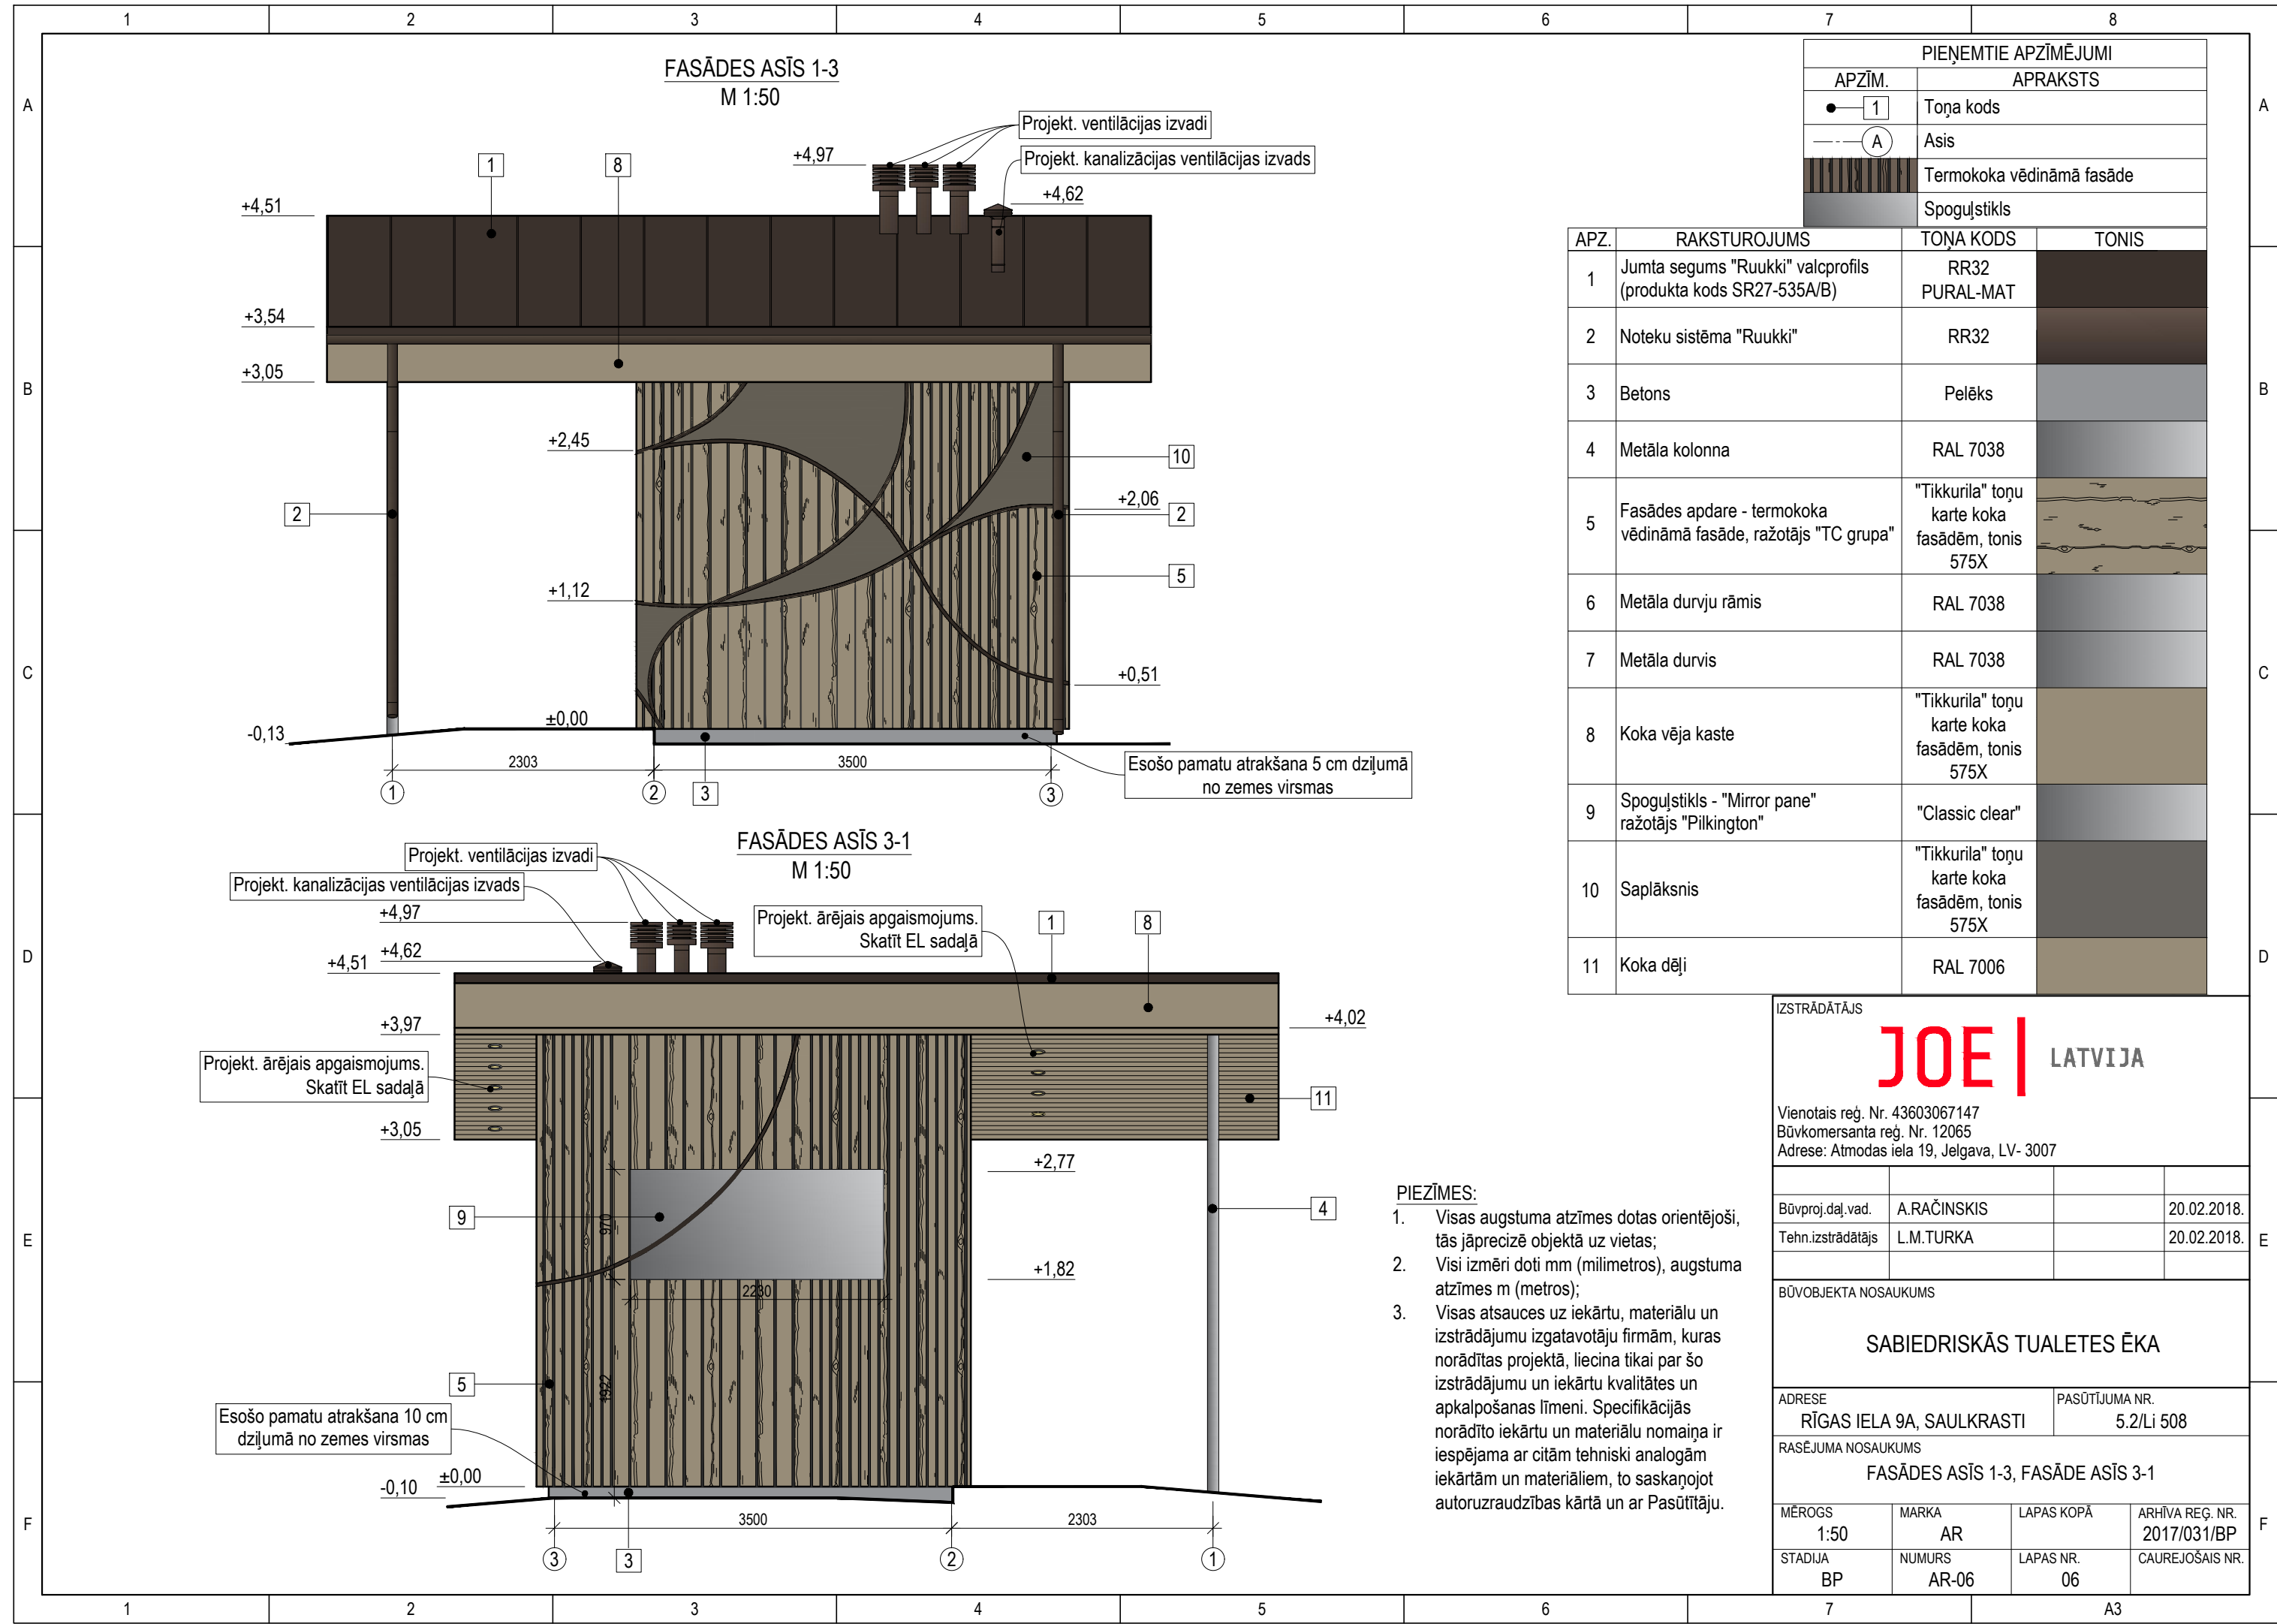 1 2 3 4 5 6 7 8
A A
B B
C C
D D
E E
F F
1 2 3 4 5 6 7 A3
FASĀDES ASĪS 1-3
M 1:50
Projekt. ventilācijas izvadi
Projekt. kanalizācijas ventilācijas izvads
+4,97
+4,62
1
8
+4,51
+3,54
+3,05
+2,45
10
+2,06
2
2
5
+1,12
+0,51
±0,00
-0,13
2303
3500
Esošo pamatu atrakšana 5 cm dziļumā
no zemes virsmas
1
2
3
3
FASĀDES ASĪS 3-1
M 1:50
Projekt. ventilācijas izvadi
Projekt. kanalizācijas ventilācijas izvads
+4,97
+4,62
+4,51
Projekt. ārējais apgaismojums.
Skatīt EL sadaļā
1
8
+3,97
+4,02
Projekt. ārējais apgaismojums.
Skatīt EL sadaļā
11
+3,05
+2,77
9
970
4
+1,82
2230
5
1922
Esošo pamatu atrakšana 10 cm
dziļumā no zemes virsmas
±0,00
-0,10
3500
2303
3
3
2
1
PIEŅEMTIE APZĪMĒJUMI
APZĪM. APRAKSTS
1 Toņa kods
A Asis
Termokoka vēdināmā fasāde
Spoguļstikls
APZ. RAKSTUROJUMS TOŅA KODS TONIS
1 Jumta segums "Ruukki" valcprofils
(produkta kods SR27-535A/B)
RR32
PURAL-MAT
2 Noteku sistēma "Ruukki" RR32
3 Betons Pelēks
4 Metāla kolonna RAL 7038
5 Fasādes apdare - termokoka
vēdināmā fasāde, ražotājs "TC grupa"
"Tikkurila" toņu
karte koka
fasādēm, tonis
575X
6 Metāla durvju rāmis RAL 7038
7 Metāla durvis RAL 7038
8 Koka vēja kaste
"Tikkurila" toņu
karte koka
fasādēm, tonis
575X
9 Spoguļstikls - "Mirror pane"
ražotājs "Pilkington"
"Classic clear"
10 Saplāksnis
"Tikkurila" toņu
karte koka
fasādēm, tonis
575X
11 Koka dēļi RAL 7006
PIEZĪMES:
1. Visas augstuma atzīmes dotas orientējoši,
tās jāprecizē objektā uz vietas;
2. Visi izmēri doti mm (milimetros), augstuma
atzīmes m (metros);
3. Visas atsauces uz iekārtu, materiālu un
izstrādājumu izgatavotāju firmām, kuras
norādītas projektā, liecina tikai par šo
izstrādājumu un iekārtu kvalitātes un
apkalpošanas līmeni. Specifikācijās
norādīto iekārtu un materiālu nomaiņa ir
iespējama ar citām tehniski analogām
iekārtām un materiāliem, to saskaņojot
autoruzraudzības kārtā un ar Pasūtītāju.
IZSTRĀDĀTĀJS
JOE LATVIJA
Vienotais reģ. Nr. 43603067147
Būvkomersanta reģ. Nr. 12065
Adrese: Atmodas iela 19, Jelgava, LV- 3007
Būvproj.daļ.vad. A.RAČINSKIS 20.02.2018.
Tehn.izstrādātājs L.M.TURKA 20.02.2018.
BŪVOBJEKTA NOSAUKUMS
SABIEDRISKĀS TUALETES ĒKA
ADRESE PASŪTĪJUMA NR.
RĪGAS IELA 9A, SAULKRASTI 5.2/Li 508
RASĒJUMA NOSAUKUMS
FASĀDES ASĪS 1-3, FASĀDE ASĪS 3-1
MĒROGS MARKA LAPAS KOPĀ ARHĪVA REĢ. NR.
1:50 AR 2017/031/BP
STADIJA NUMURS LAPAS NR. CAUREJOŠAIS NR.
BP AR-06 06